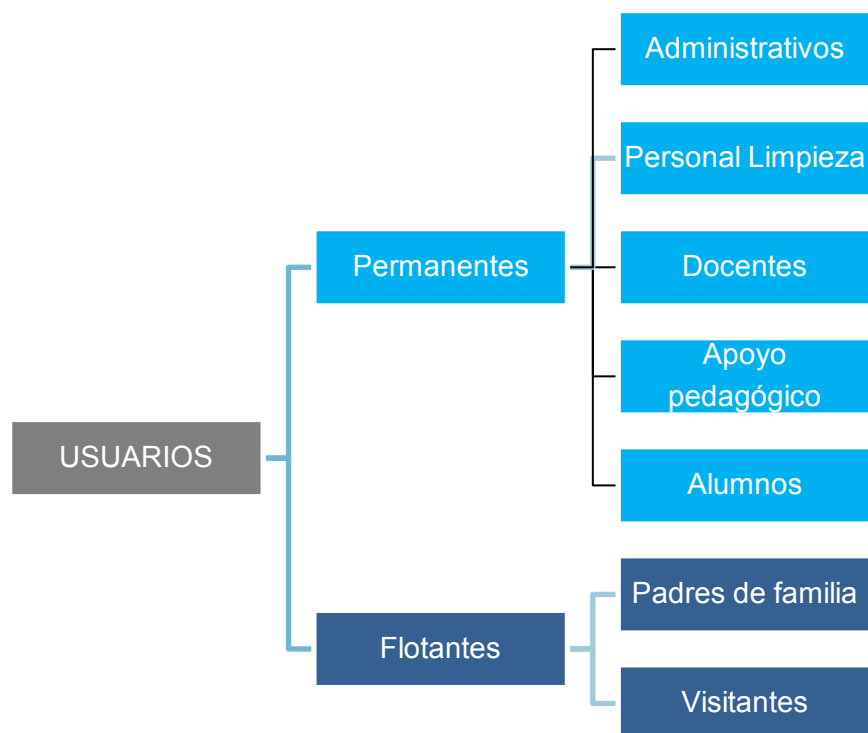 USUARIOS
Permanentes
Administrativos
Personal Limpieza
Docentes
Apoyo
pedagógico
Alumnos
Flotantes
Padres de familia
Visitantes